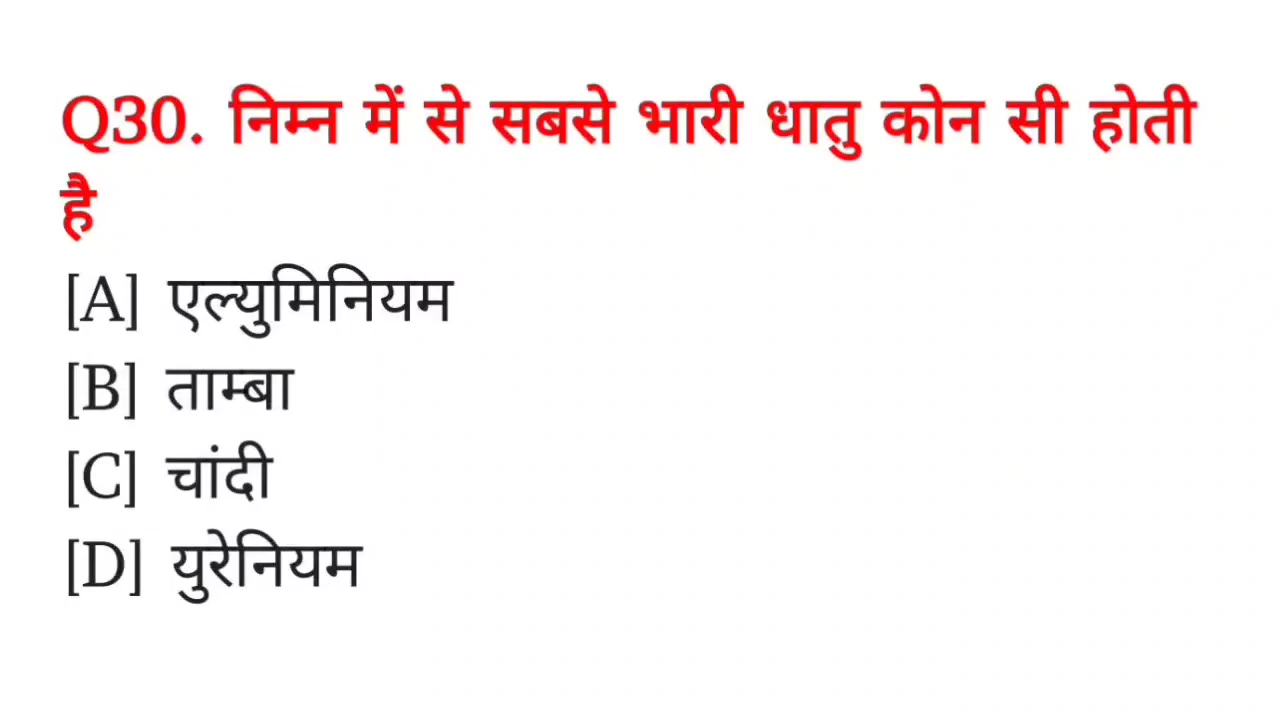 Q30. निम्न में से सबसे भारी धातु कोन सी होती
है
[A] एल्युमिनियम
[B] ताम्बा
[C] चांदी
[D] युरेनियम